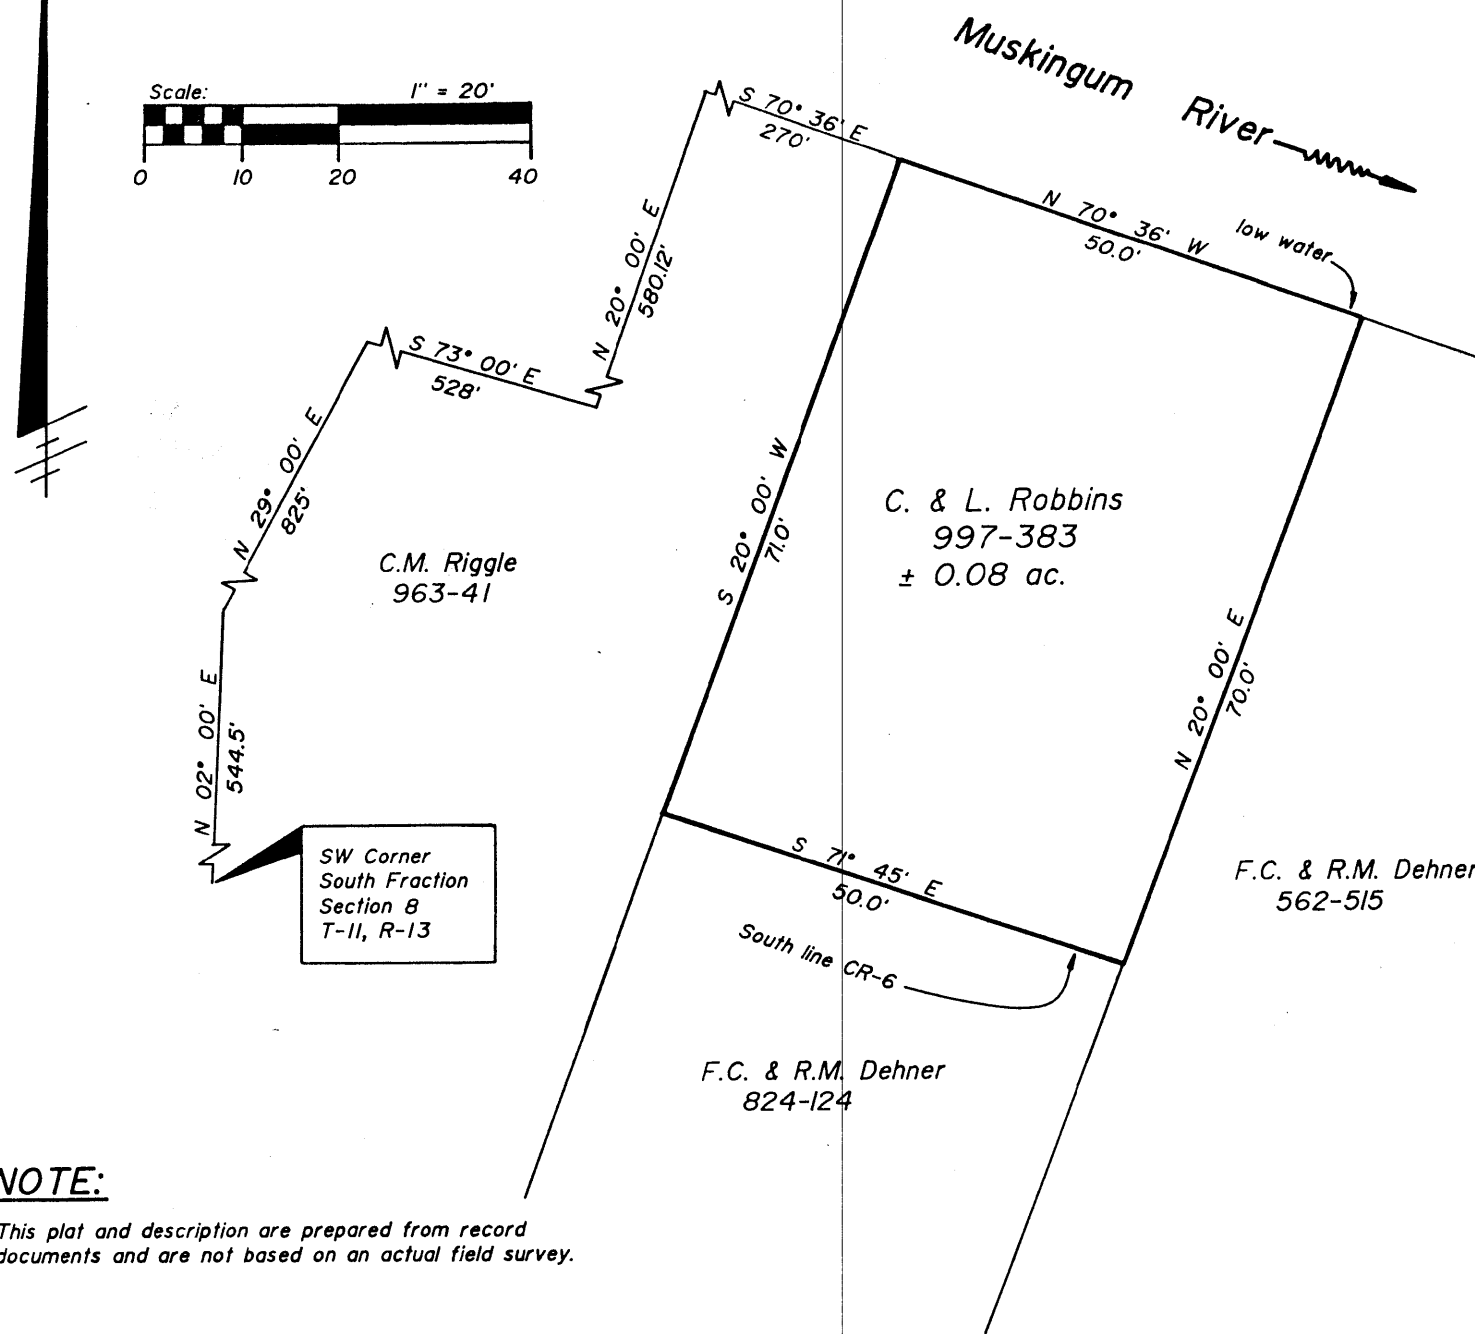 Muskingum River
Scale: 1" = 20'
0 10 20 40
S 70° 36' E
270'
N 70° 36' W
50.0'
low water
N 20° 00' E
580.12'
S 73° 00' E
528'
N 29° 00' E
825'
S 20° 00' W
71.0'
C. & L. Robbins
997-383
± 0.08 ac.
C.M. Riggle
963-41
N 20° 00' E
70.0'
N 02° 00' E
544.5'
SW Corner
South Fraction
Section 8
T-11, R-13
S 71° 45' E
50.0'
F.C. & R.M. Dehner
562-515
South line CR-6
F.C. & R.M. Dehner
824-124
NOTE:
This plat and description are prepared from record
documents and are not based on an actual field survey.